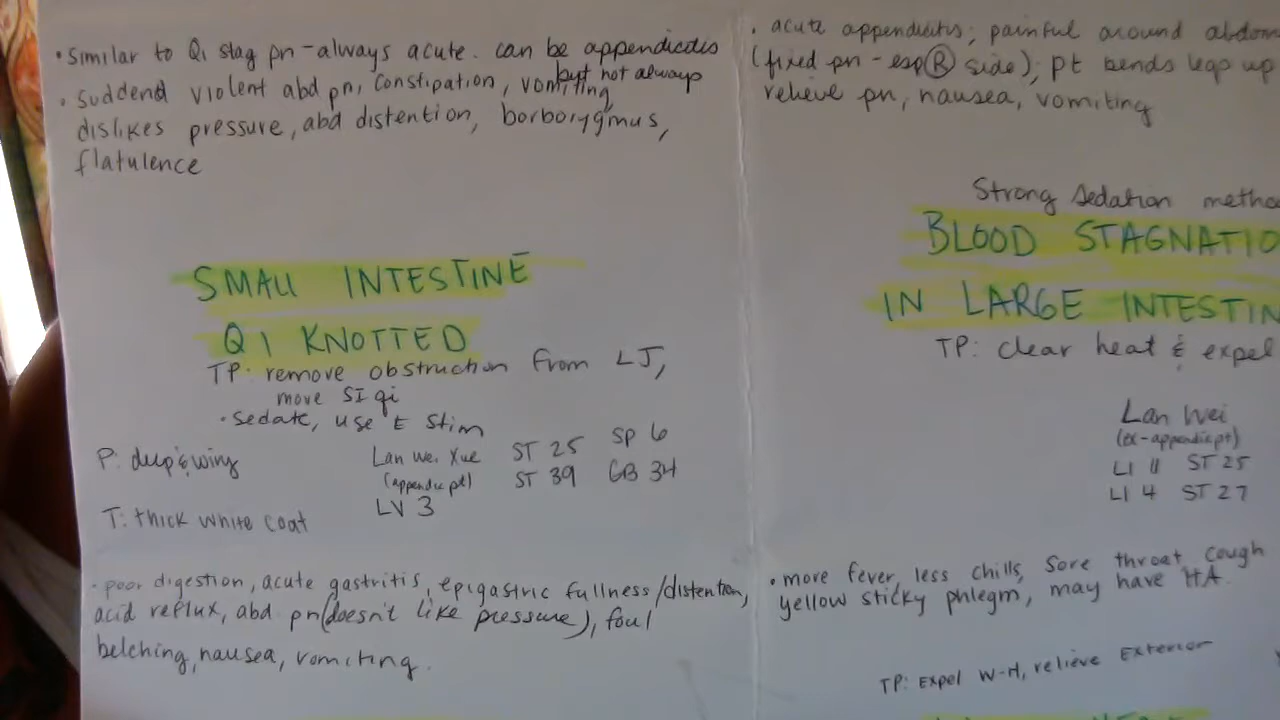 • Similar to Qi stag pn - always acute. can be appendicitis
but not always
• Suddend violent abd pn, constipation, vomiting,
dislikes pressure, abd distention, borborygmus,
flatulence
SMALL INTESTINE
QI KNOTTED
TP: remove obstruction from LJ,
move SI qi
• Sedate, use E Stim
P: deep & wiry
T: thick white coat
Lan Wei Xue ST 25 SP 6
(appendix pt) ST 39 GB 34
LV 3
• poor digestion, acute gastritis, epigastric fullness/distention,
acid reflux, abd pn (doesn't like pressure), foul
belching, nausea, vomiting.
• acute appendicitis; painful around abdom
(fixed pn - esp Ⓡ side); pt bends legs up
relieve pn, nausea, vomiting
Strong sedation metho
BLOOD STAGNATIO
IN LARGE INTESTIN
TP: clear heat & expel
Lan Wei
(ex-appendix pt)
LI 11 ST 25
LI 4 ST 27
• more fever, less chills, Sore throat, cough
yellow sticky phlegm, may have HA.
TP: Expel W-H, relieve Exterior